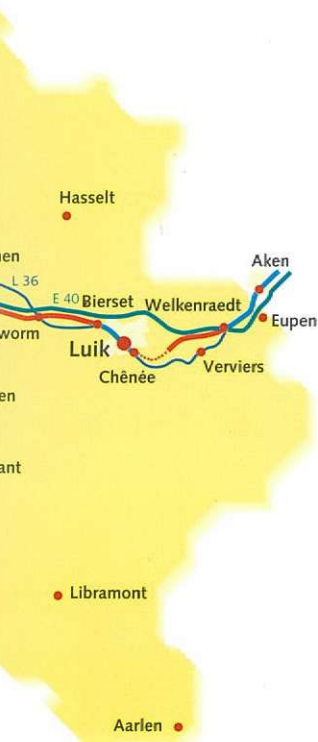 Hasselt
en
L 36
Aken
E 40
Bierset
Welkenraedt
Eupen
worm
Luik
Verviers
Chênée
en
ant
Libramont
Aarlen